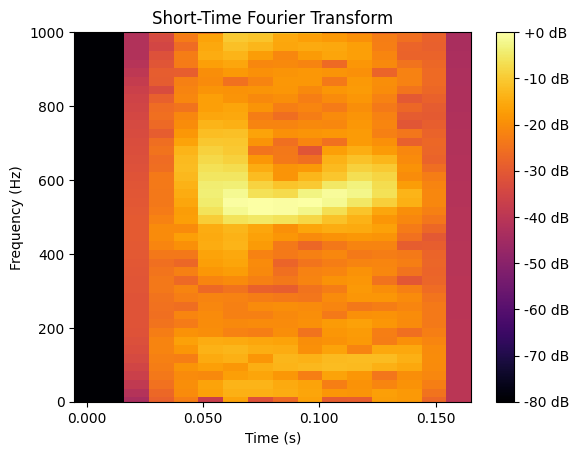 Short-Time Fourier Transform
1000
800
600
400
200
0
Frequency (Hz)
0.000
0.050
0.100
0.150
Time (s)
+0 dB
-10 dB
-20 dB
-30 dB
-40 dB
-50 dB
-60 dB
-70 dB
-80 dB